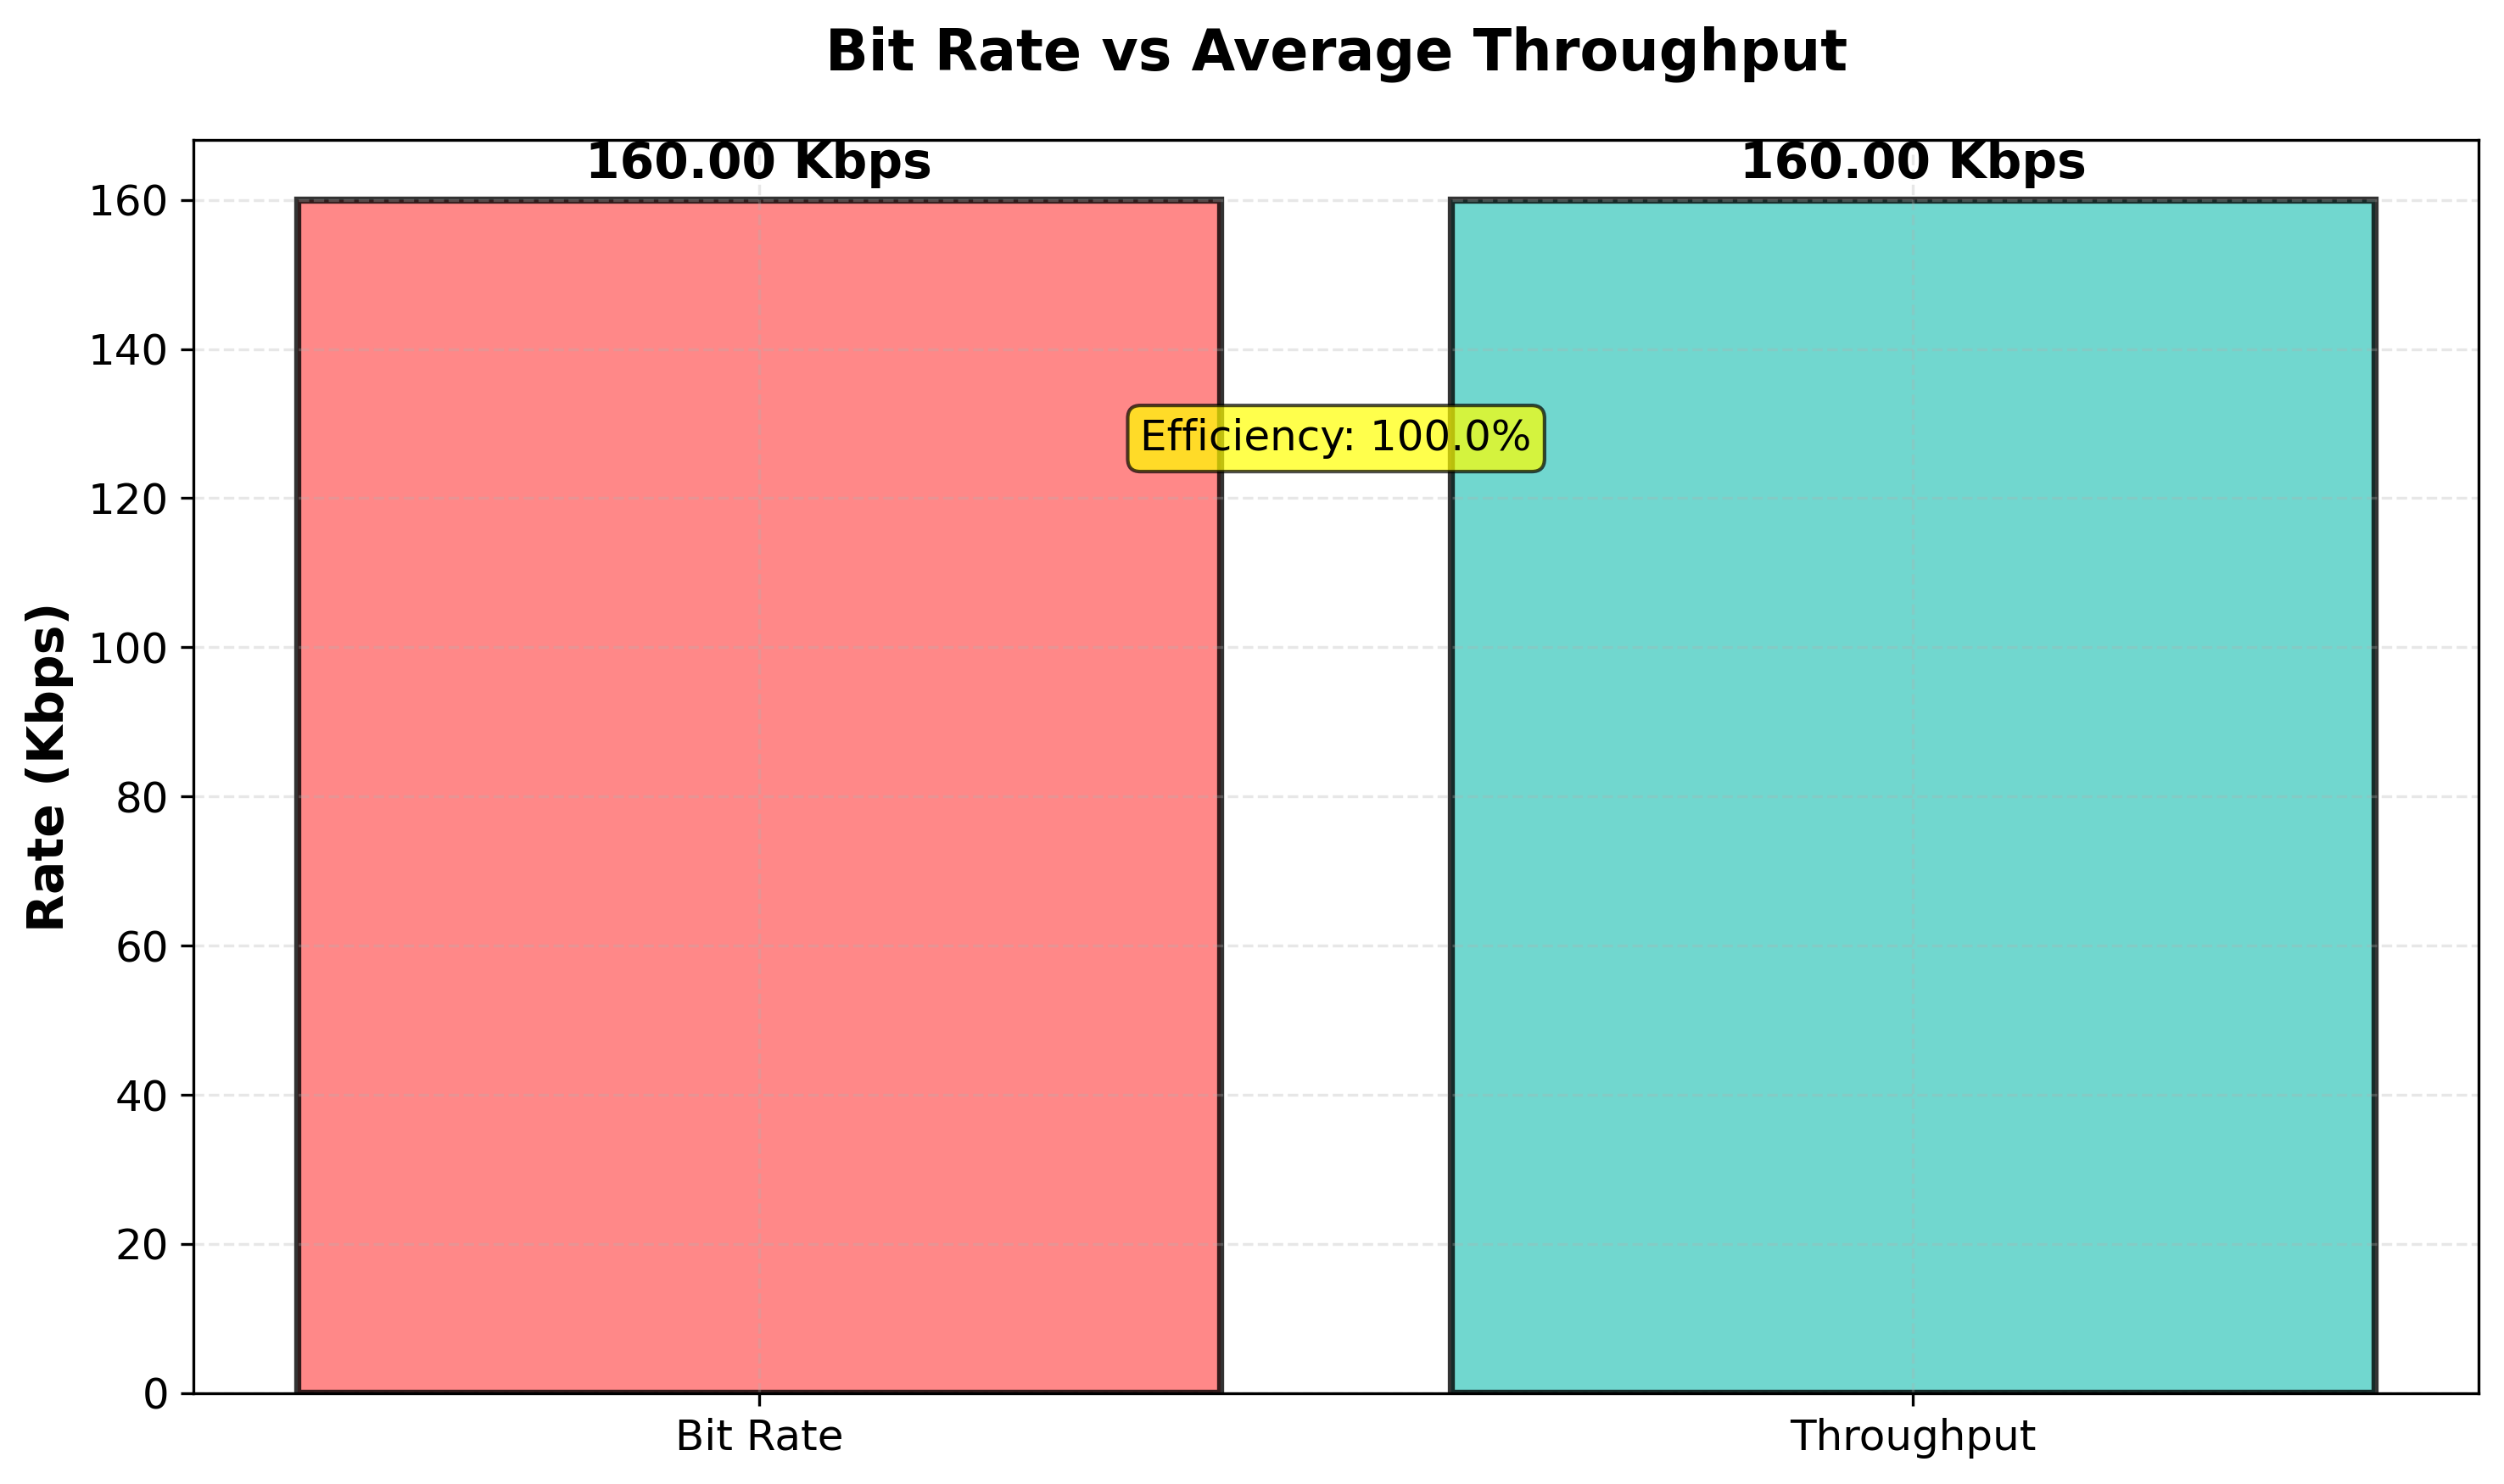 Bit Rate vs Average Throughput
160.00 Kbps
160.00 Kbps
Efficiency: 100.0%
Rate (Kbps)
160
140
120
100
80
60
40
20
0
Bit Rate
Throughput